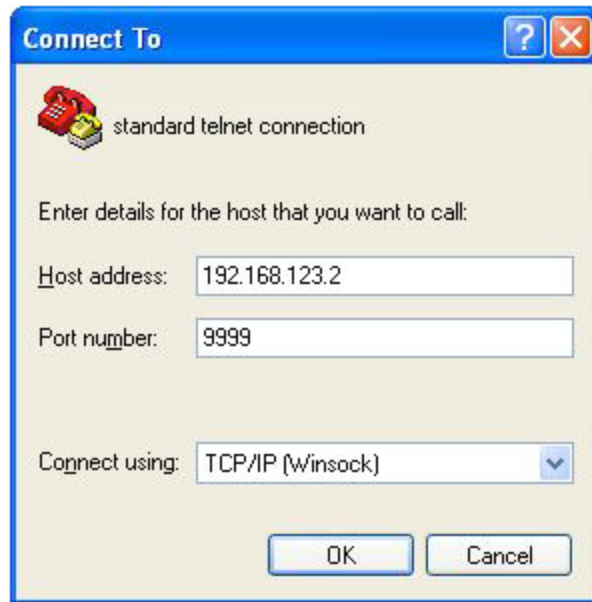 Connect To
standard telnet connection
Enter details for the host that you want to call:
Host address: 192.168.123.2
Port number: 9999
Connect using: TCP/IP (Winsock)
OK Cancel